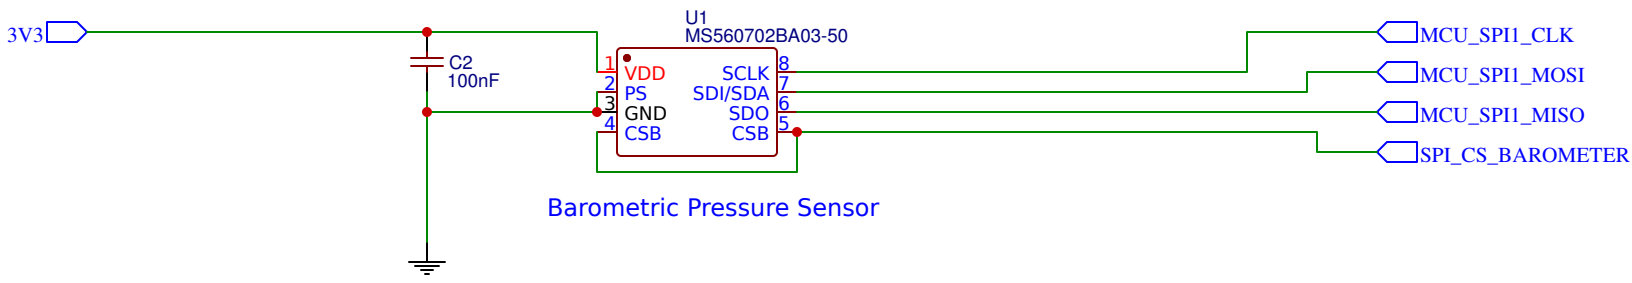 3V3
C2
100nF
U1
MS560702BA03-50
1 VDD SCLK 8
2 PS SDI/SDA 7
3 GND SDO 6
4 CSB CSB 5
MCU_SPI1_CLK
MCU_SPI1_MOSI
MCU_SPI1_MISO
SPI_CS_BAROMETER
Barometric Pressure Sensor